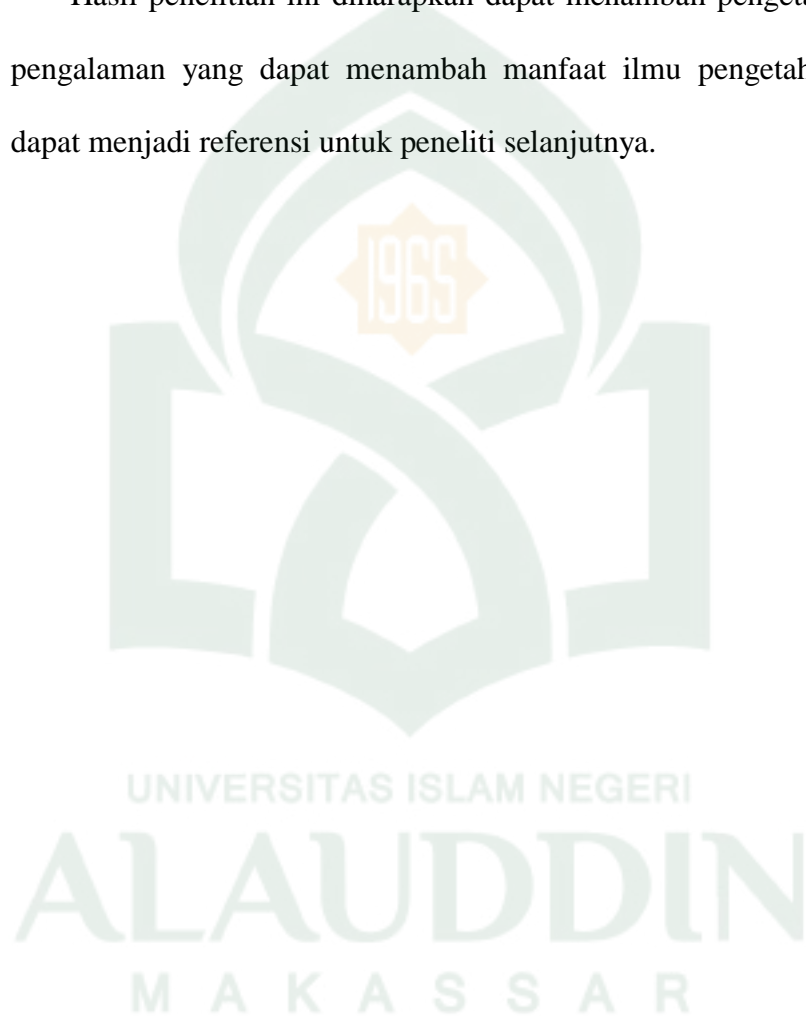 Hasil penelitian ini diharapkan dapat menambah
pengalaman yang dapat menambah manfaat ilmu
dapat menjadi referensi untuk peneliti selanjutnya.
1965
UNIVERSITAS ISLAM NEGERI
ALAUDDIN
MAKASSAR